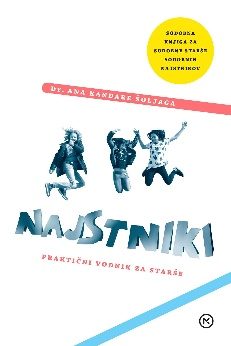 SODOBNA
KNJIGA ZA
SODOBNE STARŠE
SODOBNIH
NAJSTNIKOV
DR. ANA KANDARE ŠOLJAGA
NAJSTNIKI
PRAKTIČNI VODNIK ZA STARŠE